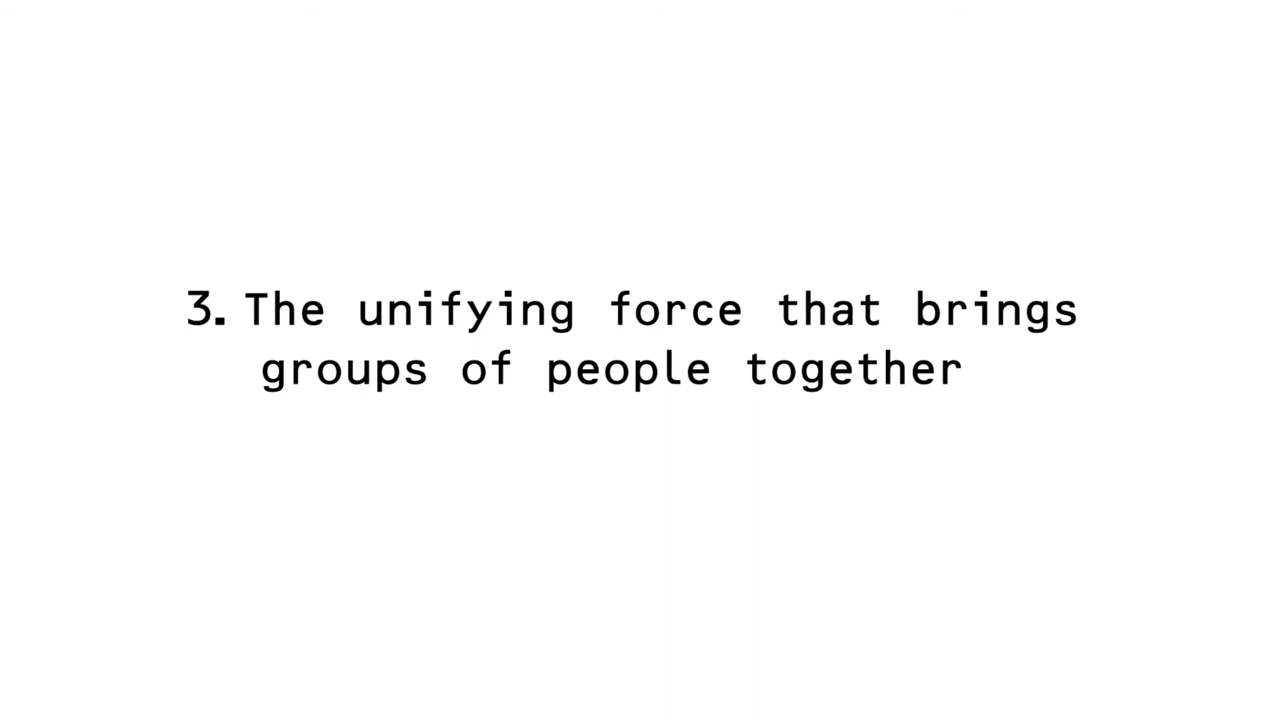 3. The unifying force that brings
groups of people together